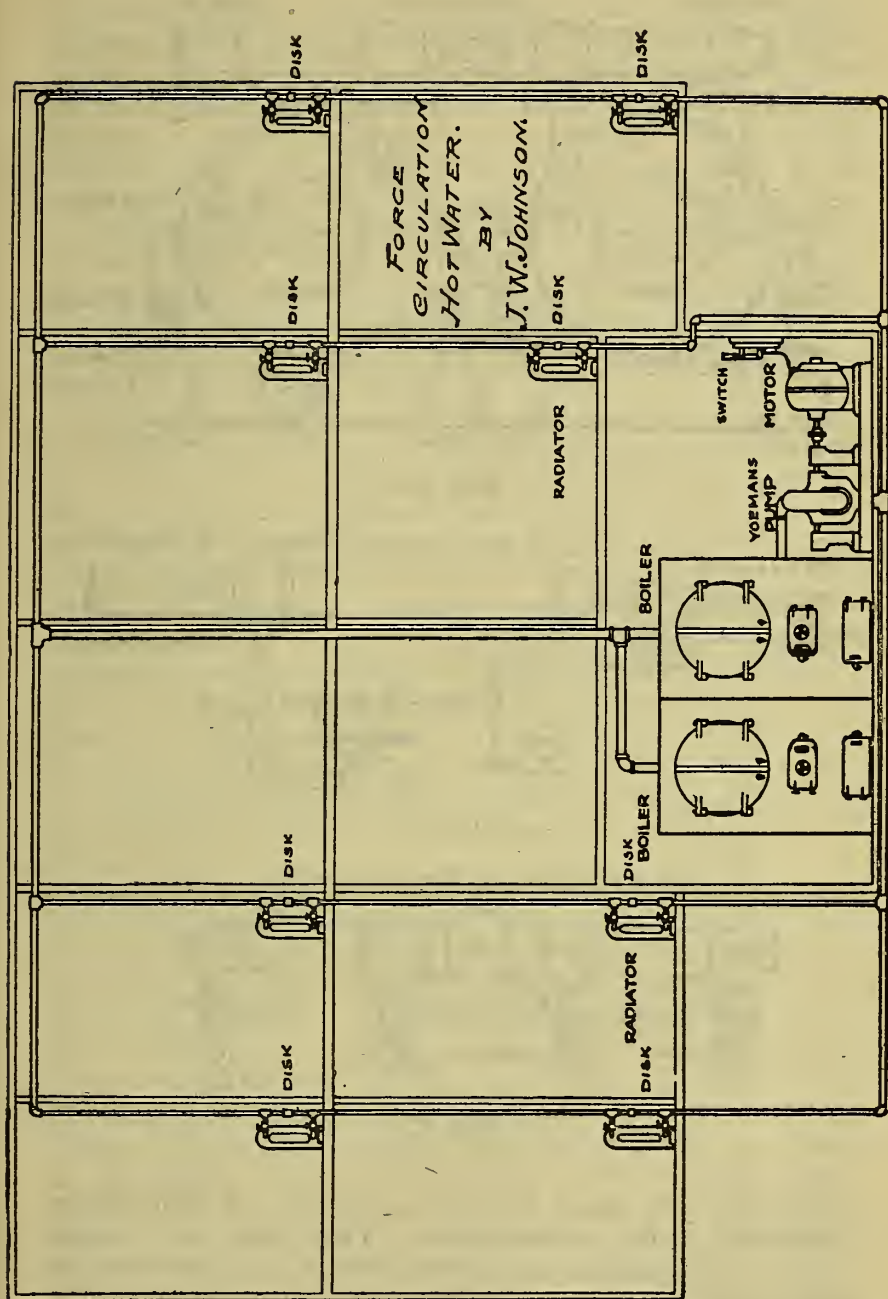 DISK
DISK
FORCE
CIRCULATION
HOT WATER.
BY
J.W. JOHNSON.
DISK
DISK
RADIATOR
SWITCH
MOTOR
YOEMANS
PUMP
BOILER
BOILER
DISK
DISK
RADIATOR
DISK
DISK